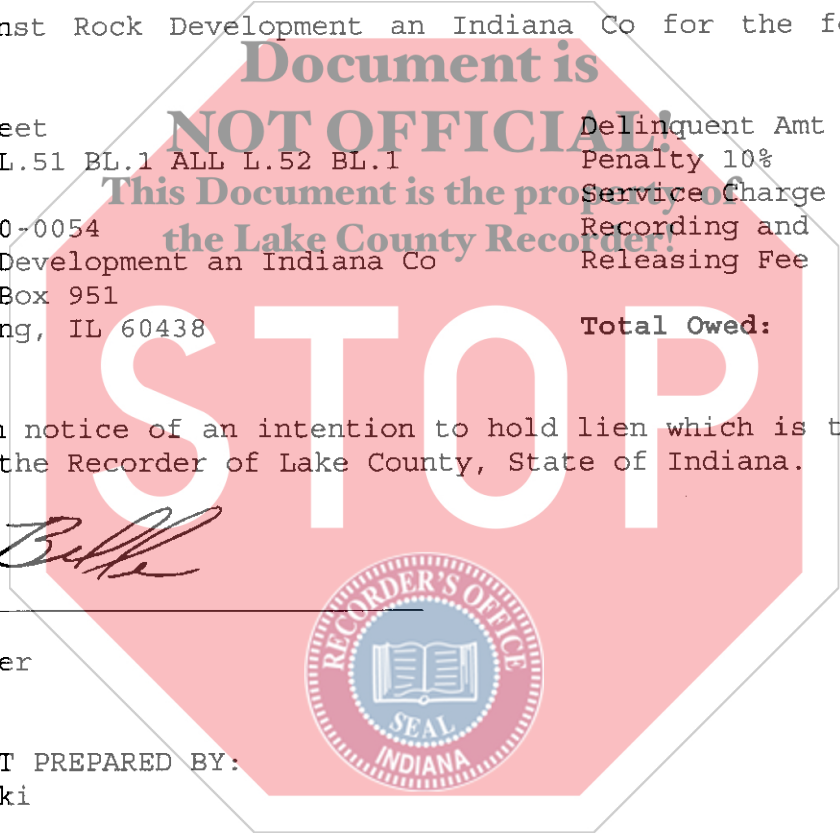 nst Rock Development an Indiana Co for the f
Document is
NOT OFFICIAL!
eet Delinquent Amt
L.51 BL.1 ALL L.52 BL.1 Penalty 10%
This Document is the property of
Service Charge
0-0054 Recording and
the Lake County Recorder!
Development an Indiana Co Releasing Fee
Box 951
ng, IL 60438 Total Owed:
STOP
notice of an intention to hold lien which is t
the Recorder of Lake County, State of Indiana.
RECORDER'S OFFICE
SEAL
INDIANA
er
T PREPARED BY:
ki